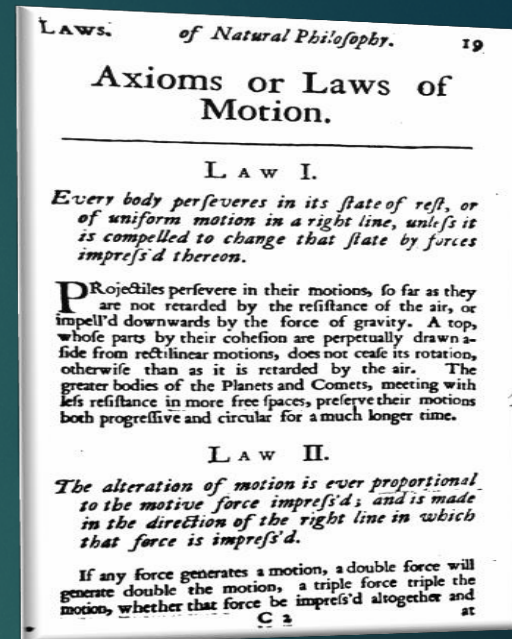 LAWS. of Natural Philoſophy. 19
Axioms or Laws of
Motion.
LAW I.
Every body perſeveres in its ſtate of reſt, or
of uniform motion in a right line, unleſs it
is compelled to change that ſtate by forces
impreſs'd thereon.
PRojectiles perſevere in their motions, ſo far as they
are not retarded by the reſiſtance of the air, or
impell'd downwards by the force of gravity. A top,
whoſe parts by their coheſion are perpetually drawn a-
ſide from rectilinear motions, does not ceaſe its rotation,
otherwiſe than as it is retarded by the air. The
greater bodies of the Planets and Comets, meeting with
leſs reſiſtance in more free ſpaces, preſerve their motions
both progreſſive and circular for a much longer time.
LAW II.
The alteration of motion is ever proportional
to the motive force impreſs'd; and is made
in the direction of the right line in which
that force is impreſs'd.
If any force generates a motion, a double force will
generate double the motion, a triple force triple the
motion, whether that force be impreſs'd altogether and
C 2 at